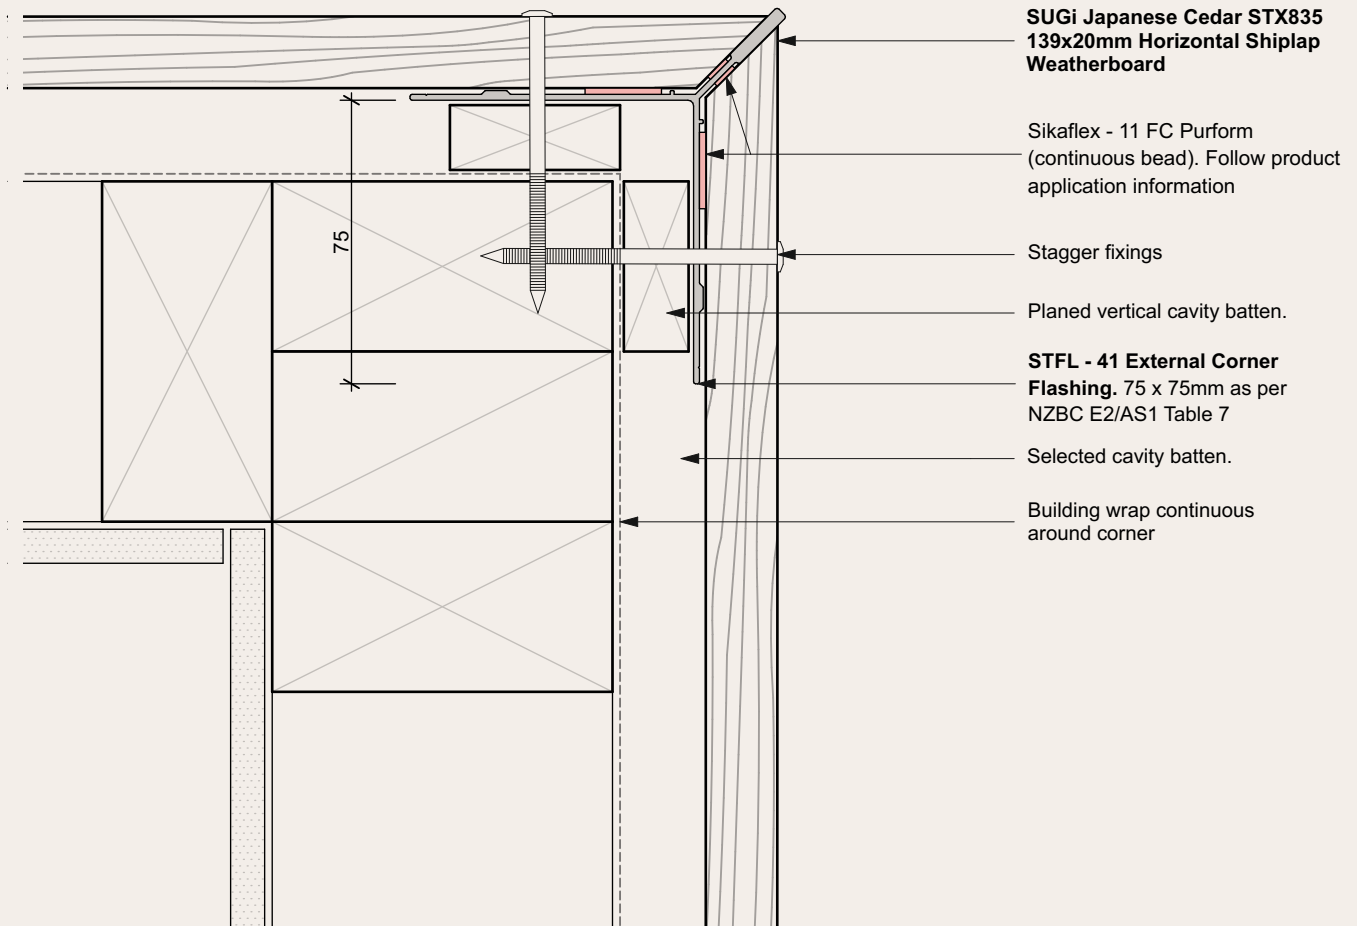 SUGi Japanese Cedar STX835
139x20mm Horizontal Shiplap
Weatherboard
Sikaflex - 11 FC Purform
(continuous bead). Follow product
application information
75
Stagger fixings
Planed vertical cavity batten.
STFL - 41 External Corner
Flashing. 75 x 75mm as per
NZBC E2/AS1 Table 7
Selected cavity batten.
Building wrap continuous
around corner